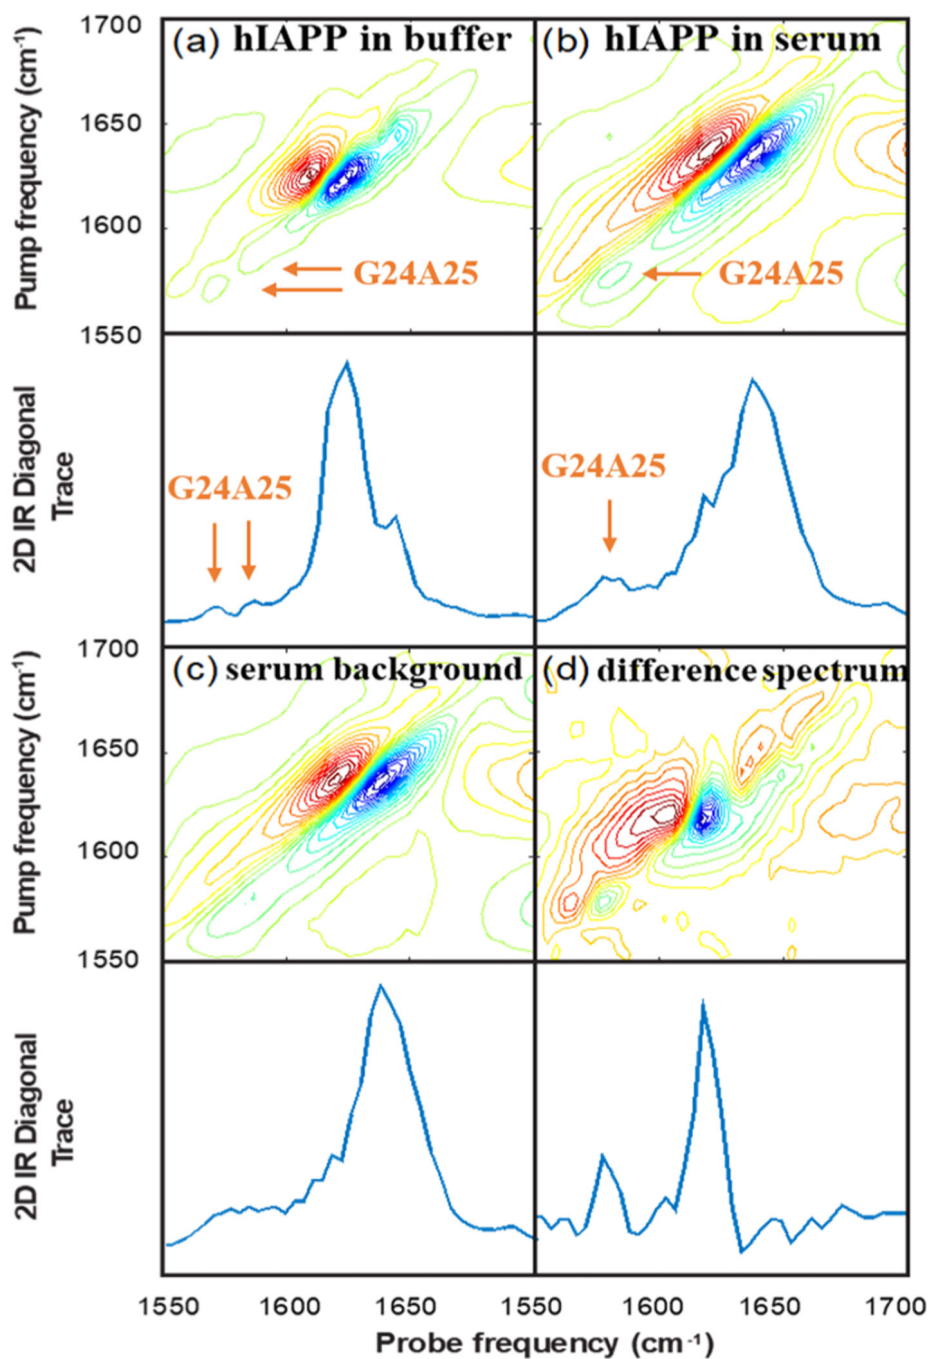 1700
(a) hIAPP in buffer
(b) hIAPP in serum
Pump frequency (cm-1)
1650
1600
G24A25
G24A25
1550
2D IR Diagonal
Trace
G24A25
G24A25
1700
(c) serum background
(d) difference spectrum
Pump frequency (cm-1)
1650
1600
1550
2D IR Diagonal
Trace
1550 1600 1650 1550 1600 1650 1700
Probe frequency (cm-1)